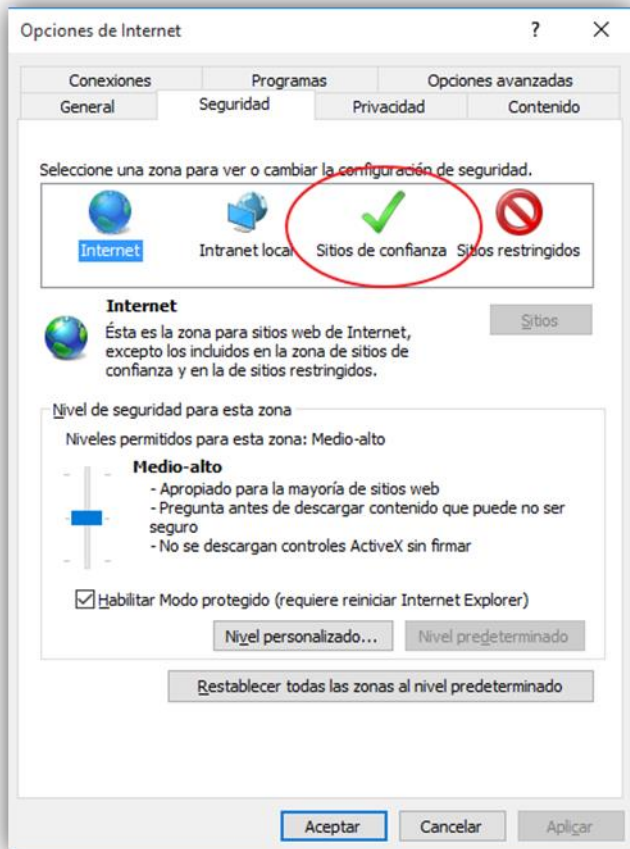 Opciones de Internet
?
Conexiones Programas Opciones avanzadas
General Seguridad Privacidad Contenido
Seleccione una zona para ver o cambiar la configuración de seguridad.
Internet Intranet local Sitios de confianza Sitios restringidos
Internet
Sitios
Ésta es la zona para sitios web de Internet,
excepto los incluidos en la zona de sitios de
confianza y en la de sitios restringidos.
Nivel de seguridad para esta zona
Niveles permitidos para esta zona: Medio-alto
Medio-alto
- Apropiado para la mayoría de sitios web
- Pregunta antes de descargar contenido que puede no ser
seguro
- No se descargan controles ActiveX sin firmar
Habilitar Modo protegido (requiere reiniciar Internet Explorer)
Nivel personalizado... Nivel predeterminado
Restablecer todas las zonas al nivel predeterminado
Aceptar Cancelar Aplicar